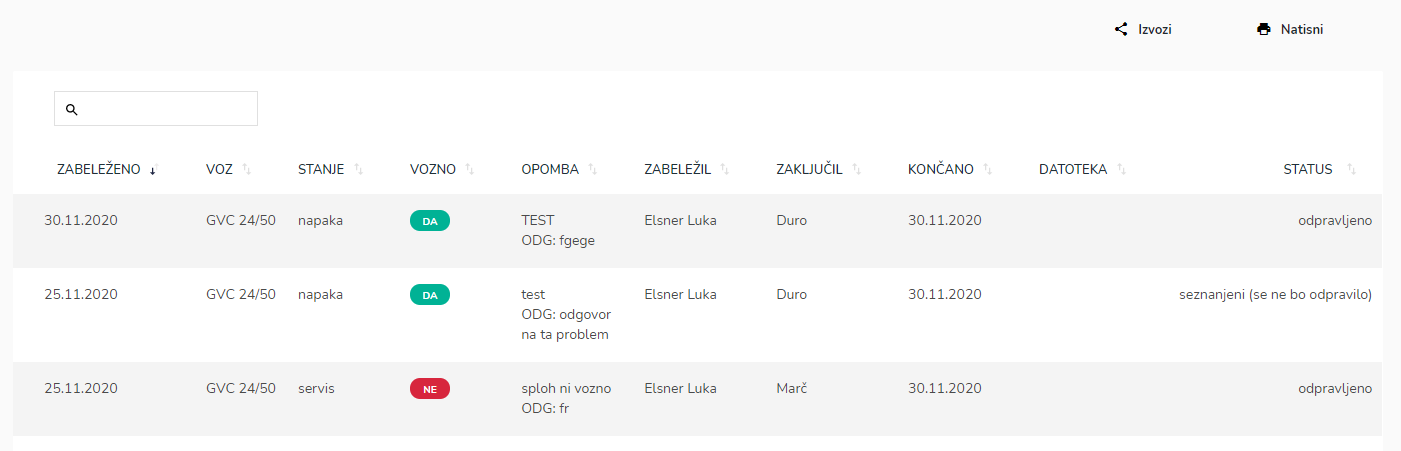 Izvozi Natisni
ZABELEŽENO VOZ STANJE VOZNO OPOMBA ZABELEŽIL ZAKLJUČIL KONČANO DATOTEKA STATUS
30.11.2020 GVC 24/50 napaka DA TEST Elsner Luka Duro 30.11.2020 odpravljeno
ODG: fgege
25.11.2020 GVC 24/50 napaka DA test Elsner Luka Duro 30.11.2020 seznanjeni (se ne bo odpravilo)
ODG: odgovor
na ta problem
25.11.2020 GVC 24/50 servis NE sploh ni vozno Elsner Luka Marč 30.11.2020 odpravljeno
ODG: fr